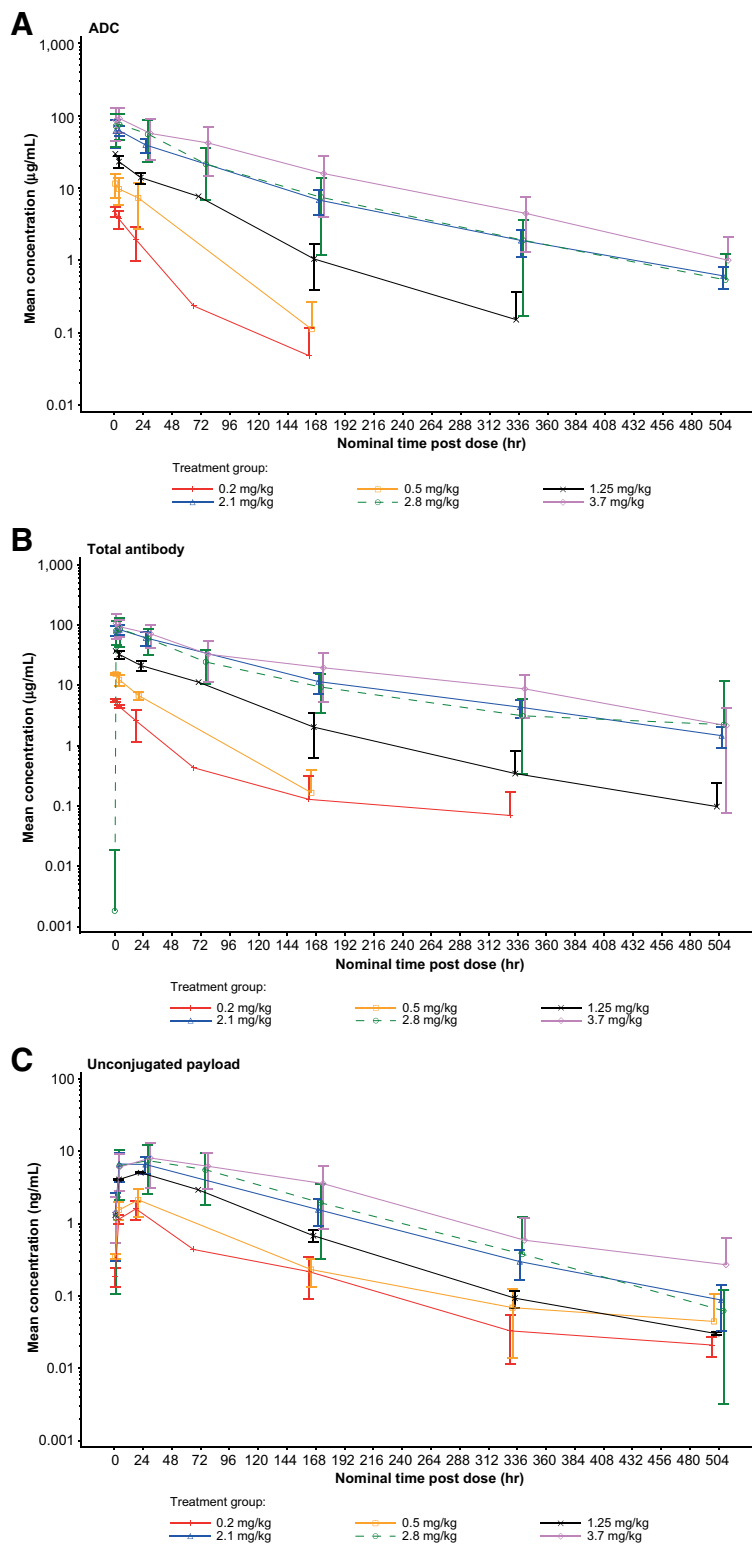 A
ADC
1,000
100
10
1
0.1
0.01
Mean concentration (µg/mL)
0 24 48 72 96 120 144 168 192 216 240 264 288 312 336 360 384 408 432 456 480 504
Nominal time post dose (hr)
Treatment group:
0.2 mg/kg 0.5 mg/kg 1.25 mg/kg
2.1 mg/kg 2.8 mg/kg 3.7 mg/kg
B
Total antibody
1,000
100
10
1
0.1
0.01
0.001
Mean concentration (µg/mL)
0 24 48 72 96 120 144 168 192 216 240 264 288 312 336 360 384 408 432 456 480 504
Nominal time post dose (hr)
Treatment group:
0.2 mg/kg 0.5 mg/kg 1.25 mg/kg
2.1 mg/kg 2.8 mg/kg 3.7 mg/kg
C
Unconjugated payload
100
10
1
0.1
0.01
0.001
Mean concentration (ng/mL)
0 24 48 72 96 120 144 168 192 216 240 264 288 312 336 360 384 408 432 456 480 504
Nominal time post dose (hr)
Treatment group:
0.2 mg/kg 0.5 mg/kg 1.25 mg/kg
2.1 mg/kg 2.8 mg/kg 3.7 mg/kg